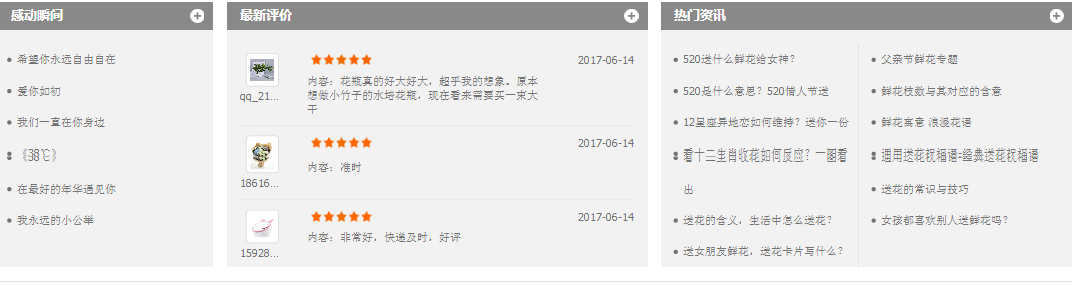 感动瞬间
希望你永远自由自在
爱你如初
我们一直在你身边
《38℃》
在最好的年华遇见你
我永远的小公举
最新评价
2017-06-14
内容：花瓶真的好大好大，超乎我的想象。原本
想做小竹子的水培花瓶，现在看来需要买一束大
干
qq_21...
2017-06-14
内容：准时
18616...
2017-06-14
内容：非常好，快递及时，好评
15928...
热门资讯
520送什么鲜花给女神？
520是什么意思？520情人节送
12星座异地恋如何维持？送你一份
看十二生肖收花如何反应？一图看
出
送花的含义，生活中怎么送花？
送女朋友鲜花，送花卡片写什么？
父亲节鲜花专题
鲜花枝数与其对应的含意
鲜花寓意 浪漫花语
通用送花祝福语-经典送花祝福语
送花的常识与技巧
女孩都喜欢别人送鲜花吗？